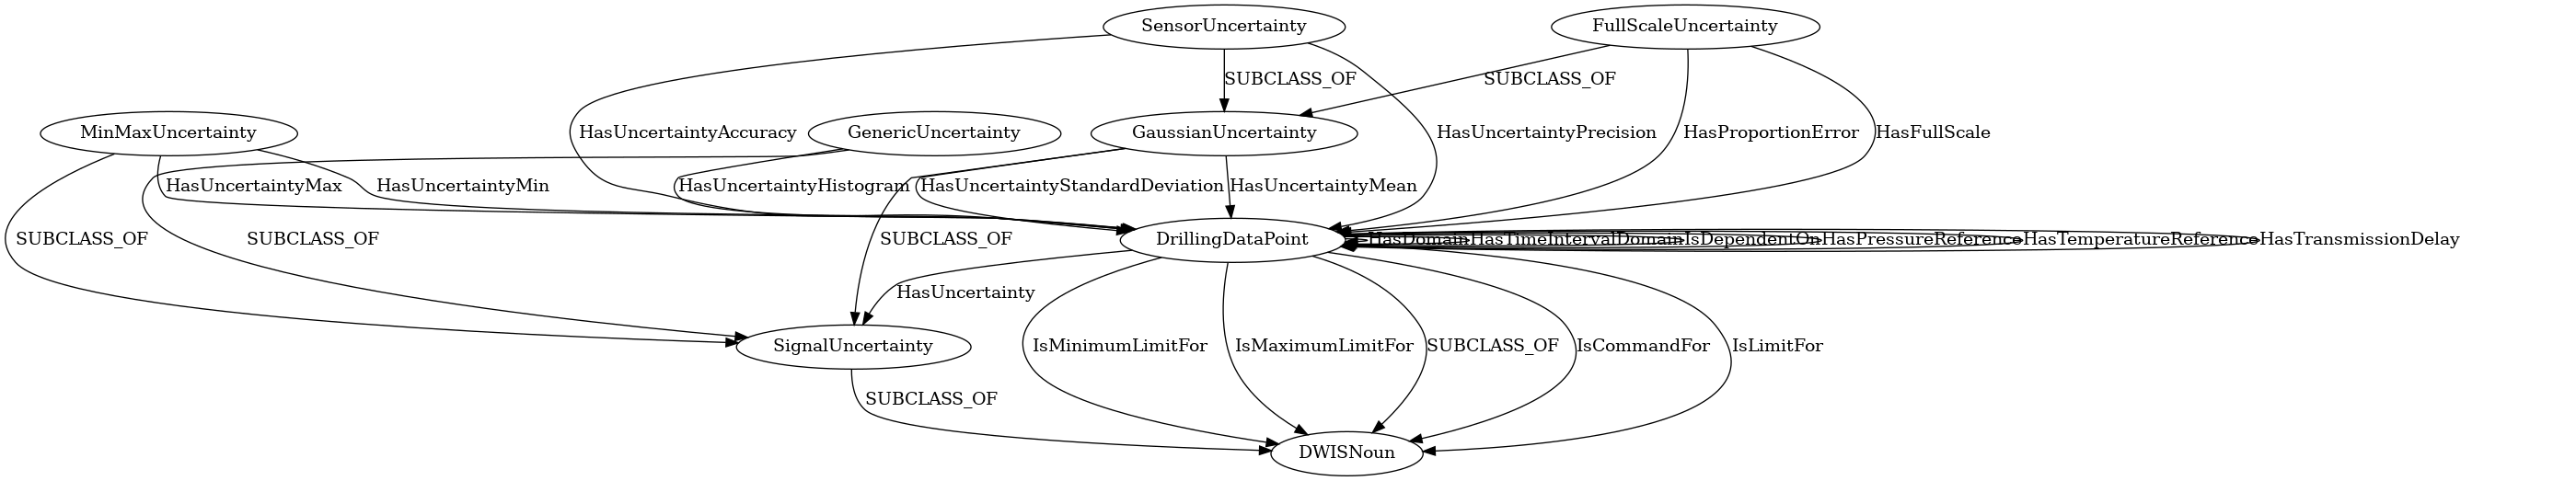 SensorUncertainty
FullScaleUncertainty
SUBCLASS_OF
SUBCLASS_OF
MinMaxUncertainty
HasUncertaintyAccuracy
GenericUncertainty
GaussianUncertainty
HasUncertaintyPrecision
HasProportionError
HasFullScale
HasUncertaintyMax
HasUncertaintyMin
HasUncertaintyHistogram
HasUncertaintyStandardDeviation
HasUncertaintyMean
SUBCLASS_OF
SUBCLASS_OF
SUBCLASS_OF
DrillingDataPoint
HasDomain
HasTimeIntervalDomain
IsDependentOn
HasPressureReference
HasTemperatureReference
HasTransmissionDelay
HasUncertainty
SignalUncertainty
IsMinimumLimitFor
IsMaximumLimitFor
SUBCLASS_OF
IsCommandFor
IsLimitFor
SUBCLASS_OF
DWISNoun